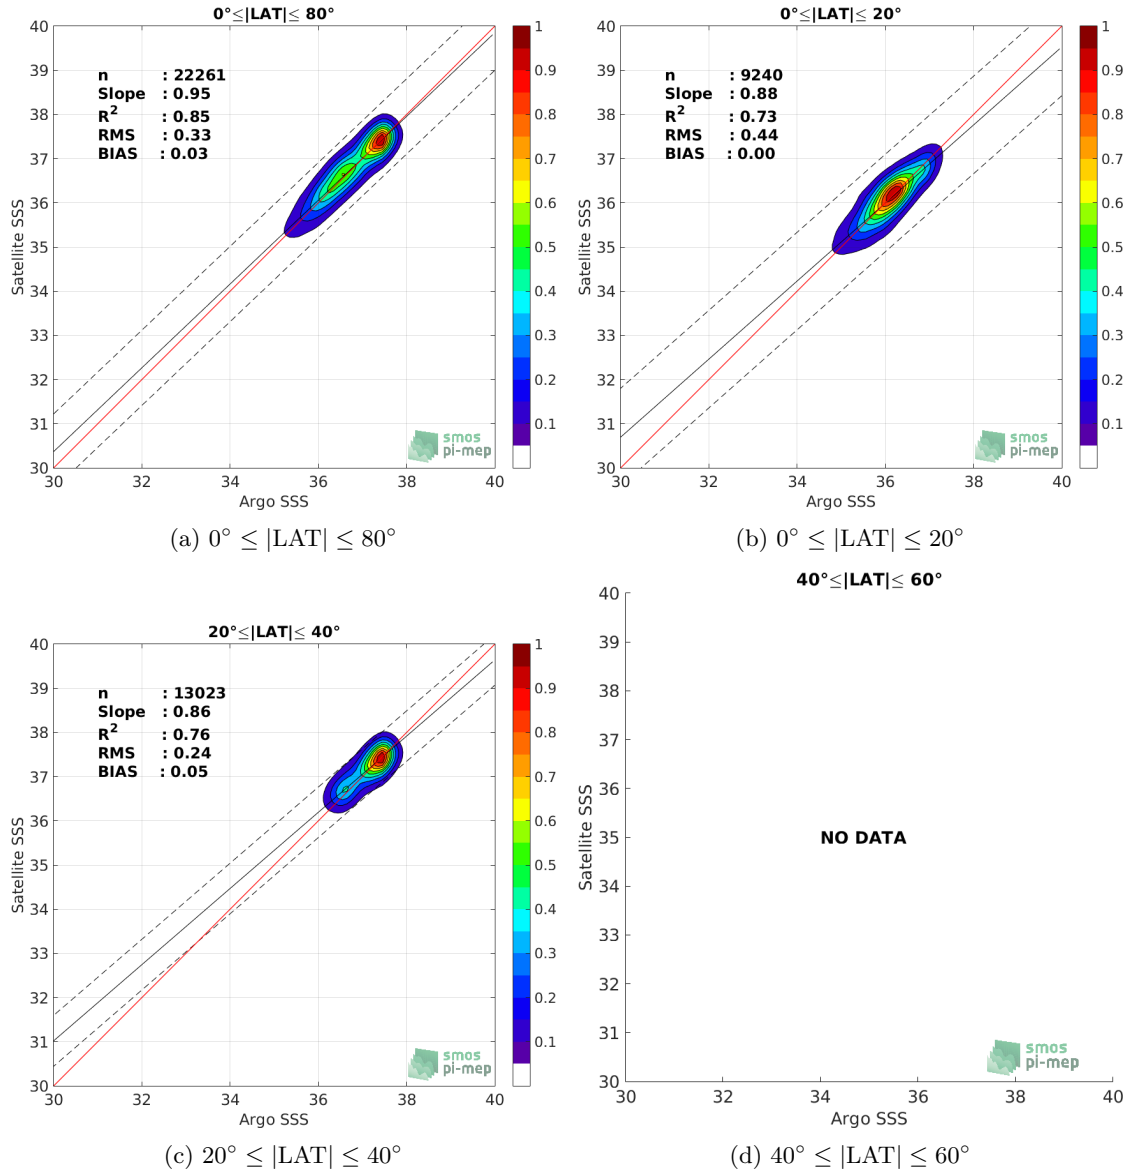 0°≤|LAT|≤ 80°
40
39
38
37
36
35
34
33
32
31
30
Satellite SSS
n : 22261
Slope : 0.95
R² : 0.85
RMS : 0.33
BIAS : 0.03
smos
pi-mep
30 32 34 36 38 40
Argo SSS
1
0.9
0.8
0.7
0.6
0.5
0.4
0.3
0.2
0.1
(a) 0° ≤ |LAT| ≤ 80°
0°≤|LAT|≤ 20°
40
39
38
37
36
35
34
33
32
31
30
Satellite SSS
n : 9240
Slope : 0.88
R² : 0.73
RMS : 0.44
BIAS : 0.00
smos
pi-mep
30 32 34 36 38 40
Argo SSS
1
0.9
0.8
0.7
0.6
0.5
0.4
0.3
0.2
0.1
(b) 0° ≤ |LAT| ≤ 20°
20°≤|LAT|≤ 40°
40
39
38
37
36
35
34
33
32
31
30
Satellite SSS
n : 13023
Slope : 0.86
R² : 0.76
RMS : 0.24
BIAS : 0.05
smos
pi-mep
30 32 34 36 38 40
Argo SSS
1
0.9
0.8
0.7
0.6
0.5
0.4
0.3
0.2
0.1
(c) 20° ≤ |LAT| ≤ 40°
40°≤|LAT|≤ 60°
40
39
38
37
36
35
34
33
32
31
30
Satellite SSS
NO DATA
smos
pi-mep
30 32 34 36 38 40
Argo SSS
(d) 40° ≤ |LAT| ≤ 60°